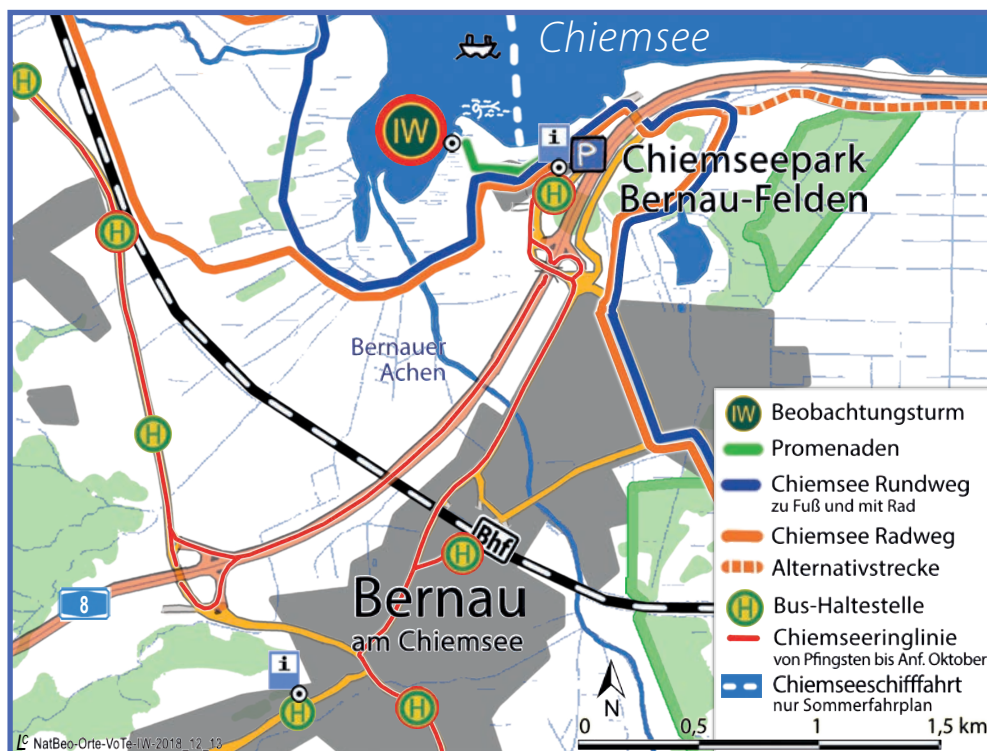 Chiemsee
IW
i
P
H
Chiemseepark
Bernau-Felden
H
H
H
Bernauer
Achen
H
Bhf
H
8
Bernau
am Chiemsee
i
H
H
N
IW Beobachtungsturm
Promenaden
Chiemsee Rundweg
zu Fuß und mit Rad
Chiemsee Radweg
Alternativstrecke
H Bus-Haltestelle
Chiemseeringlinie
von Pfingsten bis Anf. Oktober
Chiemseeschifffahrt
nur Sommerfahrplan
0 0,5 1 1,5 km
LC NatBeo-Orte-VoTe-IW-2018_12_13